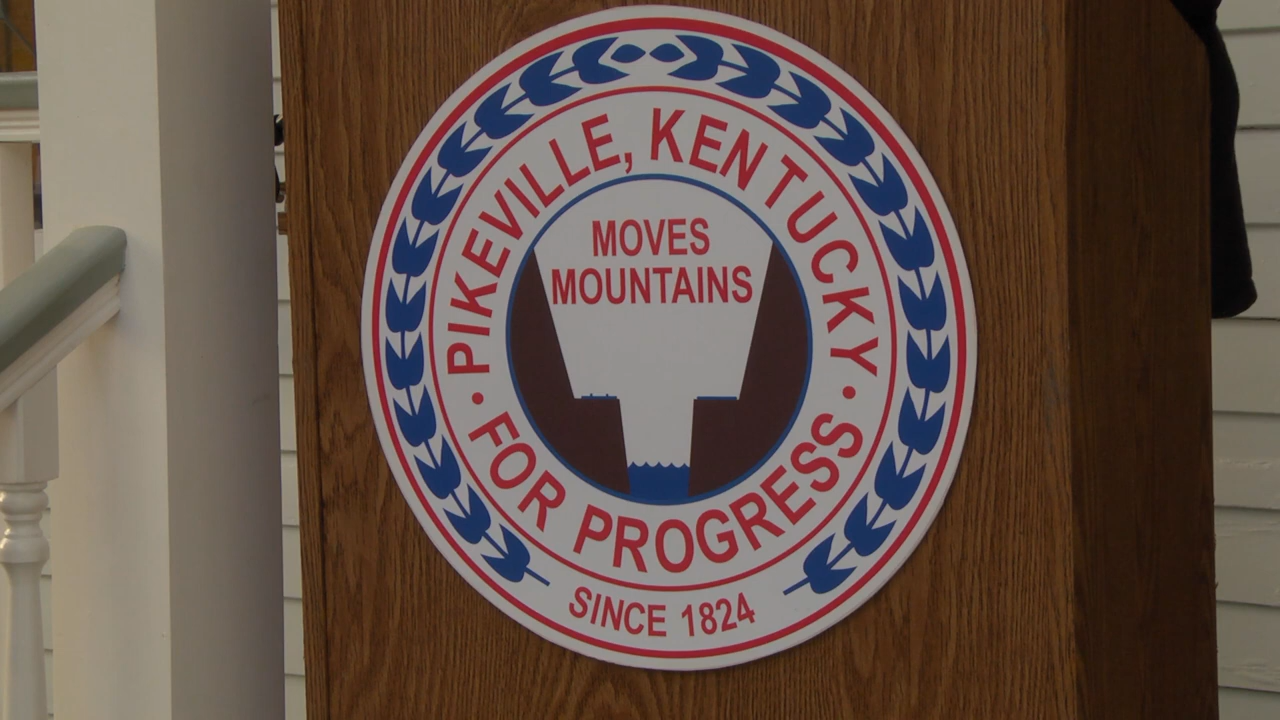 PIKEVILLE, KENTUCKY
MOVES
MOUNTAINS
· FOR PROGRESS ·
SINCE 1824